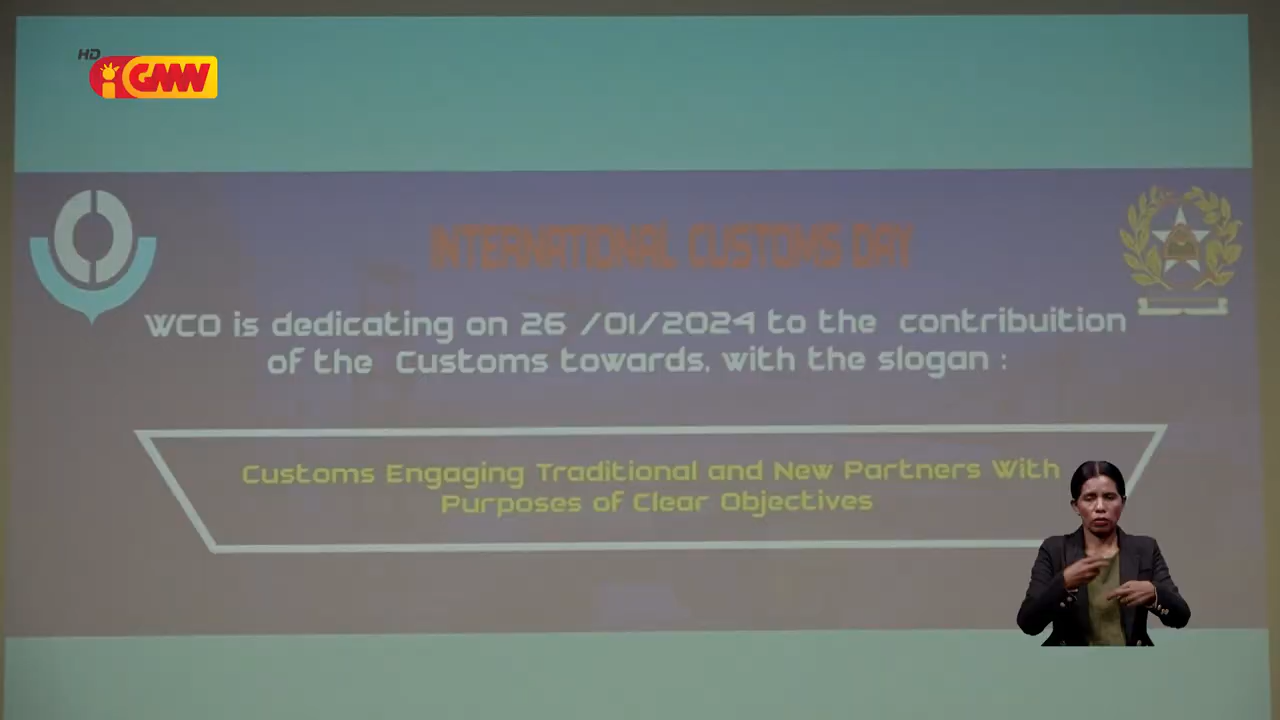 HD
GMN
INTERNATIONAL CUSTOMS DAY
WCO is dedicating on 26 /01/2024 to the contribuition
of the Customs towards, with the slogan :
Customs Engaging Traditional and New Partners With
Purposes of Clear Objectives